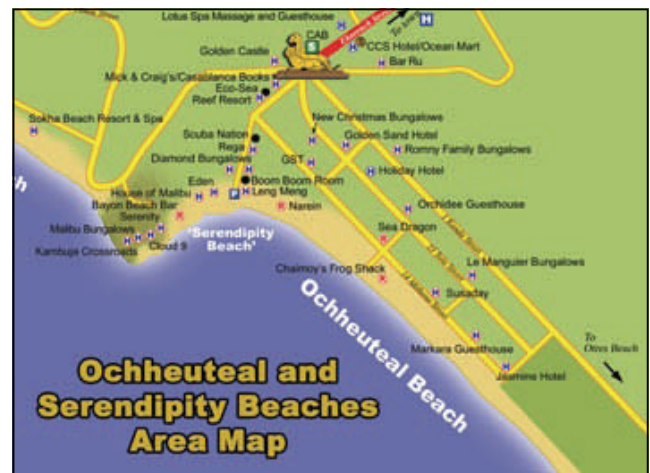 Lotus Spa Massage and Guesthouse
CAB
CCS Hotel/Ocean Mart
Golden Castle
Bar Ru
Mick & Craig's/Casablanca Books
Eco-Sea
Reef Resort
Sokha Beach Resort & Spa
New Christmas Bungalows
Scuba Nation
Golden Sand Hotel
Rega
Romny Family Bungalows
Diamond Bungalows
GST
Holiday Hotel
Boom Boom Room
Eden
House of Malibu
Leng Meng
Bayon Beach Bar
Narein
Orchidee Guesthouse
Serenity
Malibu Bungalows
'Serendipity
Beach'
Sea Dragon
Cloud 9
Kambuja Crossroads
Le Manguier Bungalows
Chaimoy's Frog Shack
Susaday
Ochheuteal Beach
Markara Guesthouse
To
Otres Beach
Jasmine Hotel
Ochheuteal and
Serendipity Beaches
Area Map